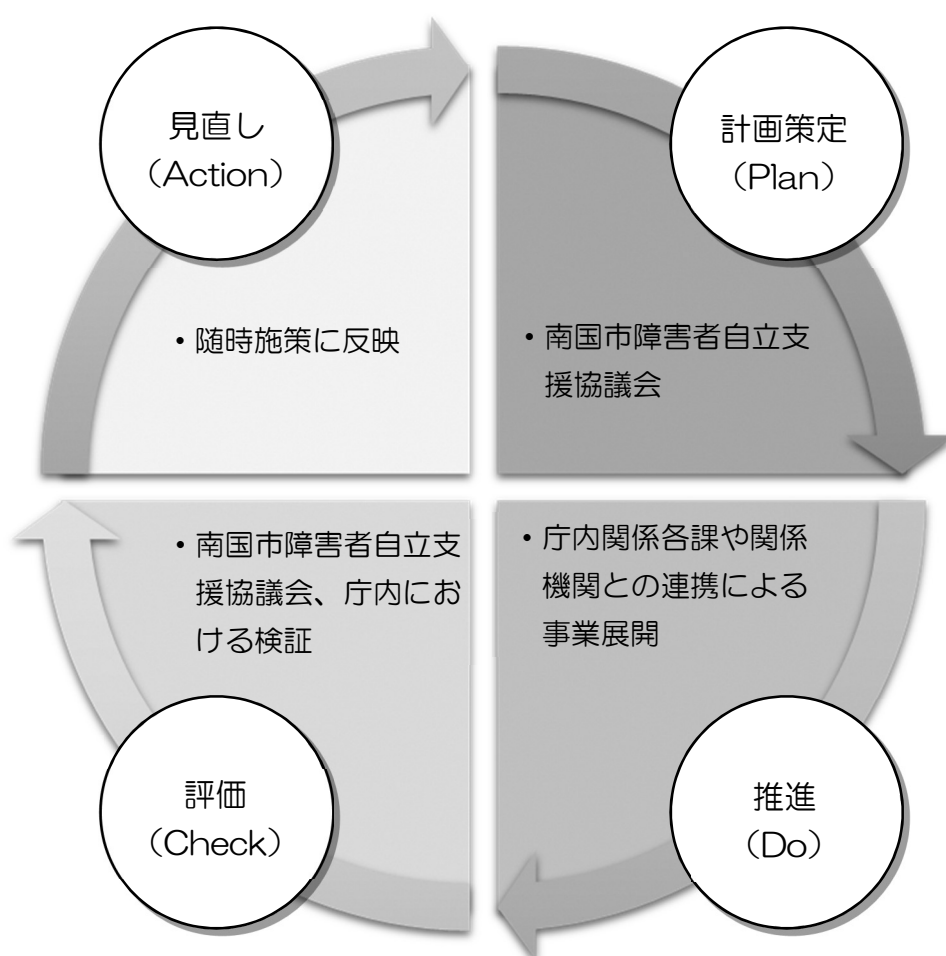 見直し
（Action）
・随時施策に反映
計画策定
（Plan）
・南国市障害者自立支
援協議会
・南国市障害者自立支
援協議会、庁内にお
ける検証
評価
（Check）
・庁内関係各課や関係
機関との連携による
事業展開
推進
（Do）